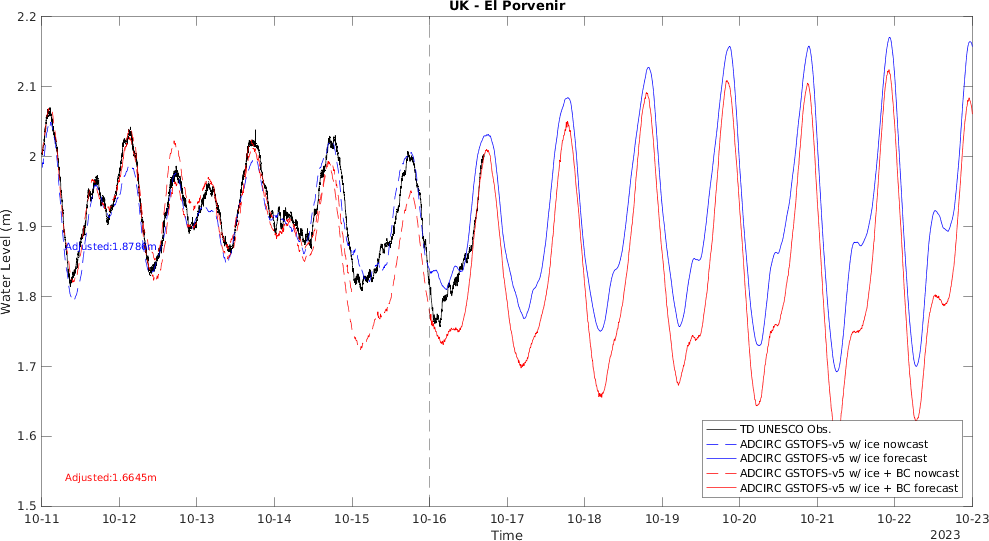 UK - El Porvenir
2.2
2.1
2
1.9
1.8
1.7
1.6
1.5
Water Level (m)
Adjusted:1.8786m
Adjusted:1.6645m
TD UNESCO Obs.
ADCIRC GSTOFS-v5 w/ ice nowcast
ADCIRC GSTOFS-v5 w/ ice forecast
ADCIRC GSTOFS-v5 w/ ice + BC nowcast
ADCIRC GSTOFS-v5 w/ ice + BC forecast
10-11 10-12 10-13 10-14 10-15 10-16 10-17 10-18 10-19 10-20 10-21 10-22 10-23
Time
2023